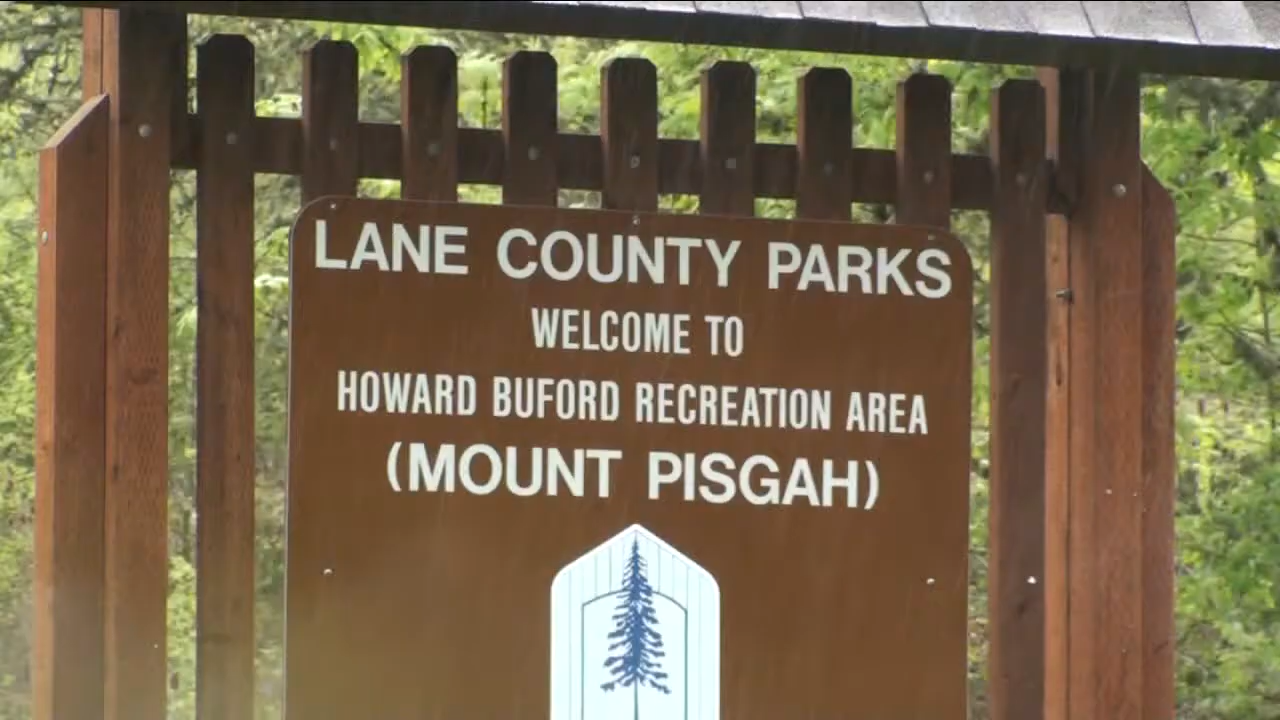 LANE COUNTY PARKS
WELCOME TO
HOWARD BUFORD RECREATION AREA
(MOUNT PISGAH)